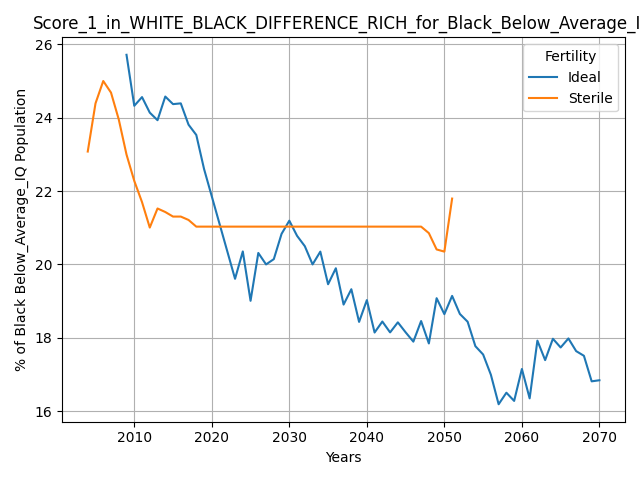 Score_1_in_WHITE_BLACK_DIFFERENCE_RICH_for_Black_Below_Average_I
26
24
22
20
18
16
% of Black Below_Average_IQ Population
Fertility
Ideal
Sterile
2010 2020 2030 2040 2050 2060 2070
Years